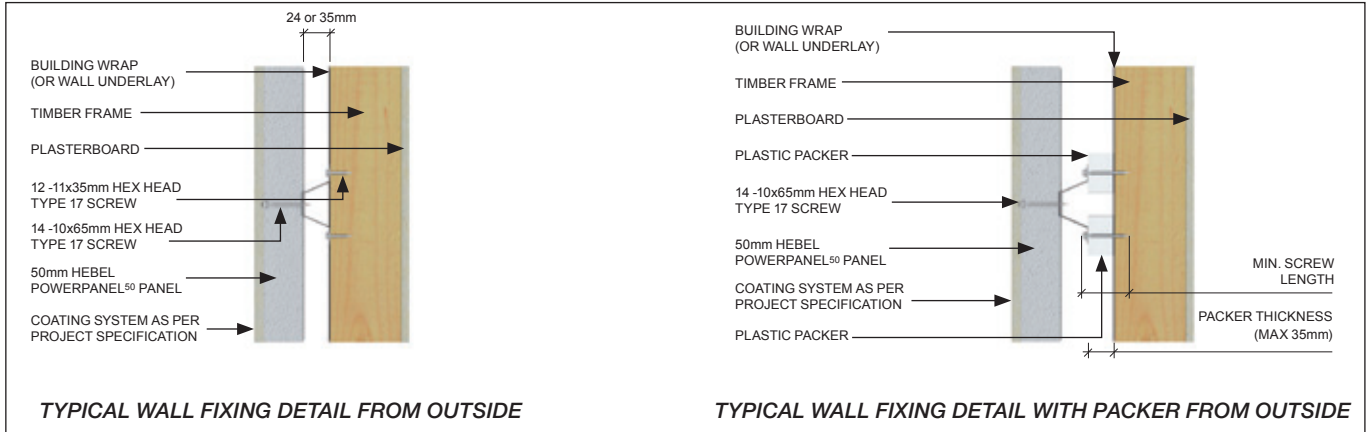 24 or 35mm
BUILDING WRAP
(OR WALL UNDERLAY)
TIMBER FRAME
PLASTERBOARD
12 -11x35mm HEX HEAD
TYPE 17 SCREW
14 -10x65mm HEX HEAD
TYPE 17 SCREW
50mm HEBEL
POWERPANEL⁵⁰ PANEL
COATING SYSTEM AS PER
PROJECT SPECIFICATION
TYPICAL WALL FIXING DETAIL FROM OUTSIDE
BUILDING WRAP
(OR WALL UNDERLAY)
TIMBER FRAME
PLASTERBOARD
PLASTIC PACKER
14 -10x65mm HEX HEAD
TYPE 17 SCREW
50mm HEBEL
POWERPANEL⁵⁰ PANEL
COATING SYSTEM AS PER
PROJECT SPECIFICATION
PLASTIC PACKER
MIN. SCREW
LENGTH
PACKER THICKNESS
(MAX 35mm)
TYPICAL WALL FIXING DETAIL WITH PACKER FROM OUTSIDE